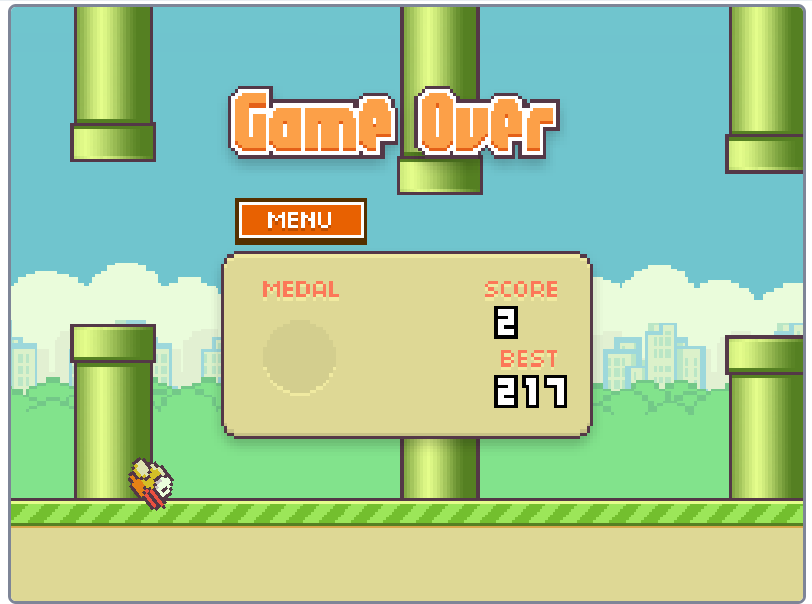 Game Over
MENU
MEDAL
SCORE
2
BEST
217